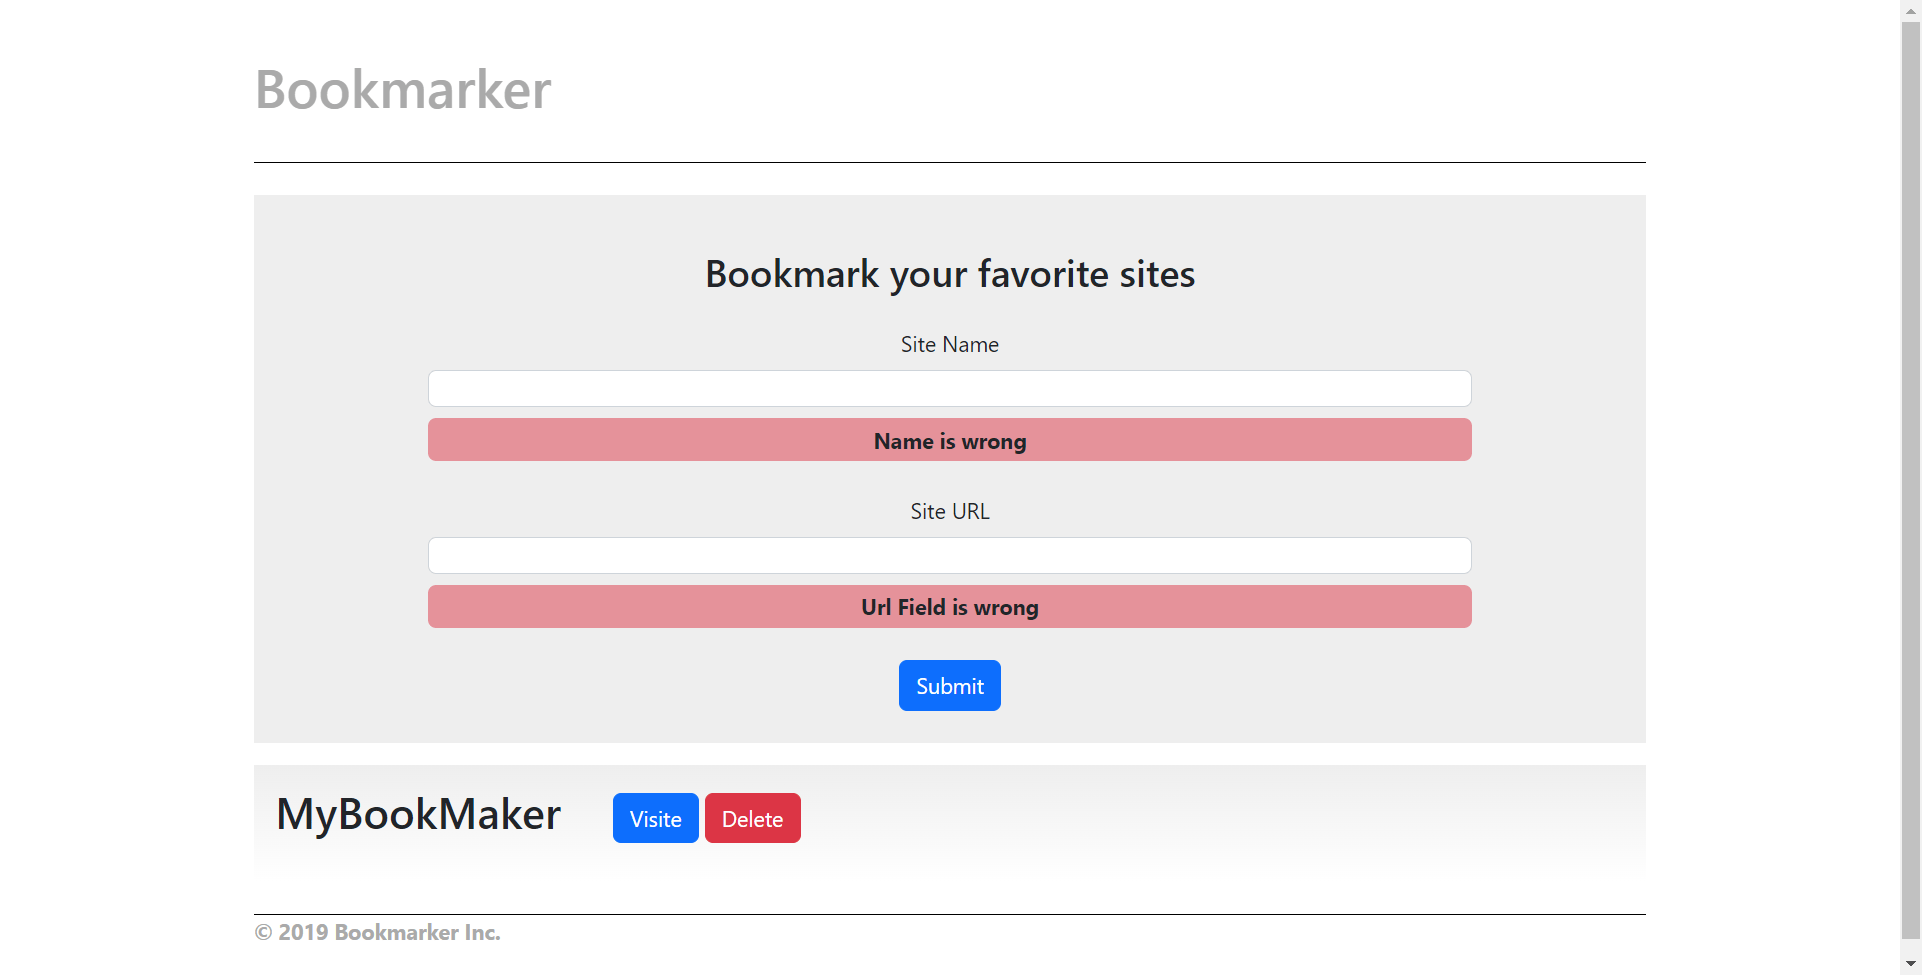 Bookmarker
Bookmark your favorite sites
Site Name
Name is wrong
Site URL
Url Field is wrong
Submit
MyBookMaker Visite Delete
© 2019 Bookmarker Inc.